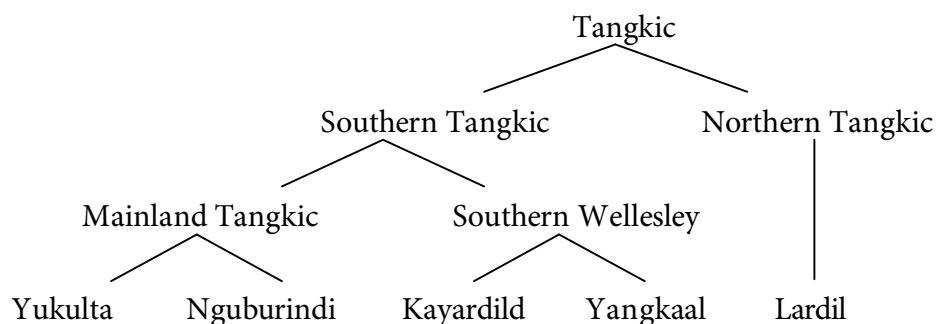 Tangkic
Southern Tangkic Northern Tangkic
Mainland Tangkic Southern Wellesley
Yukulta Nguburindi Kayardild Yangkaal Lardil